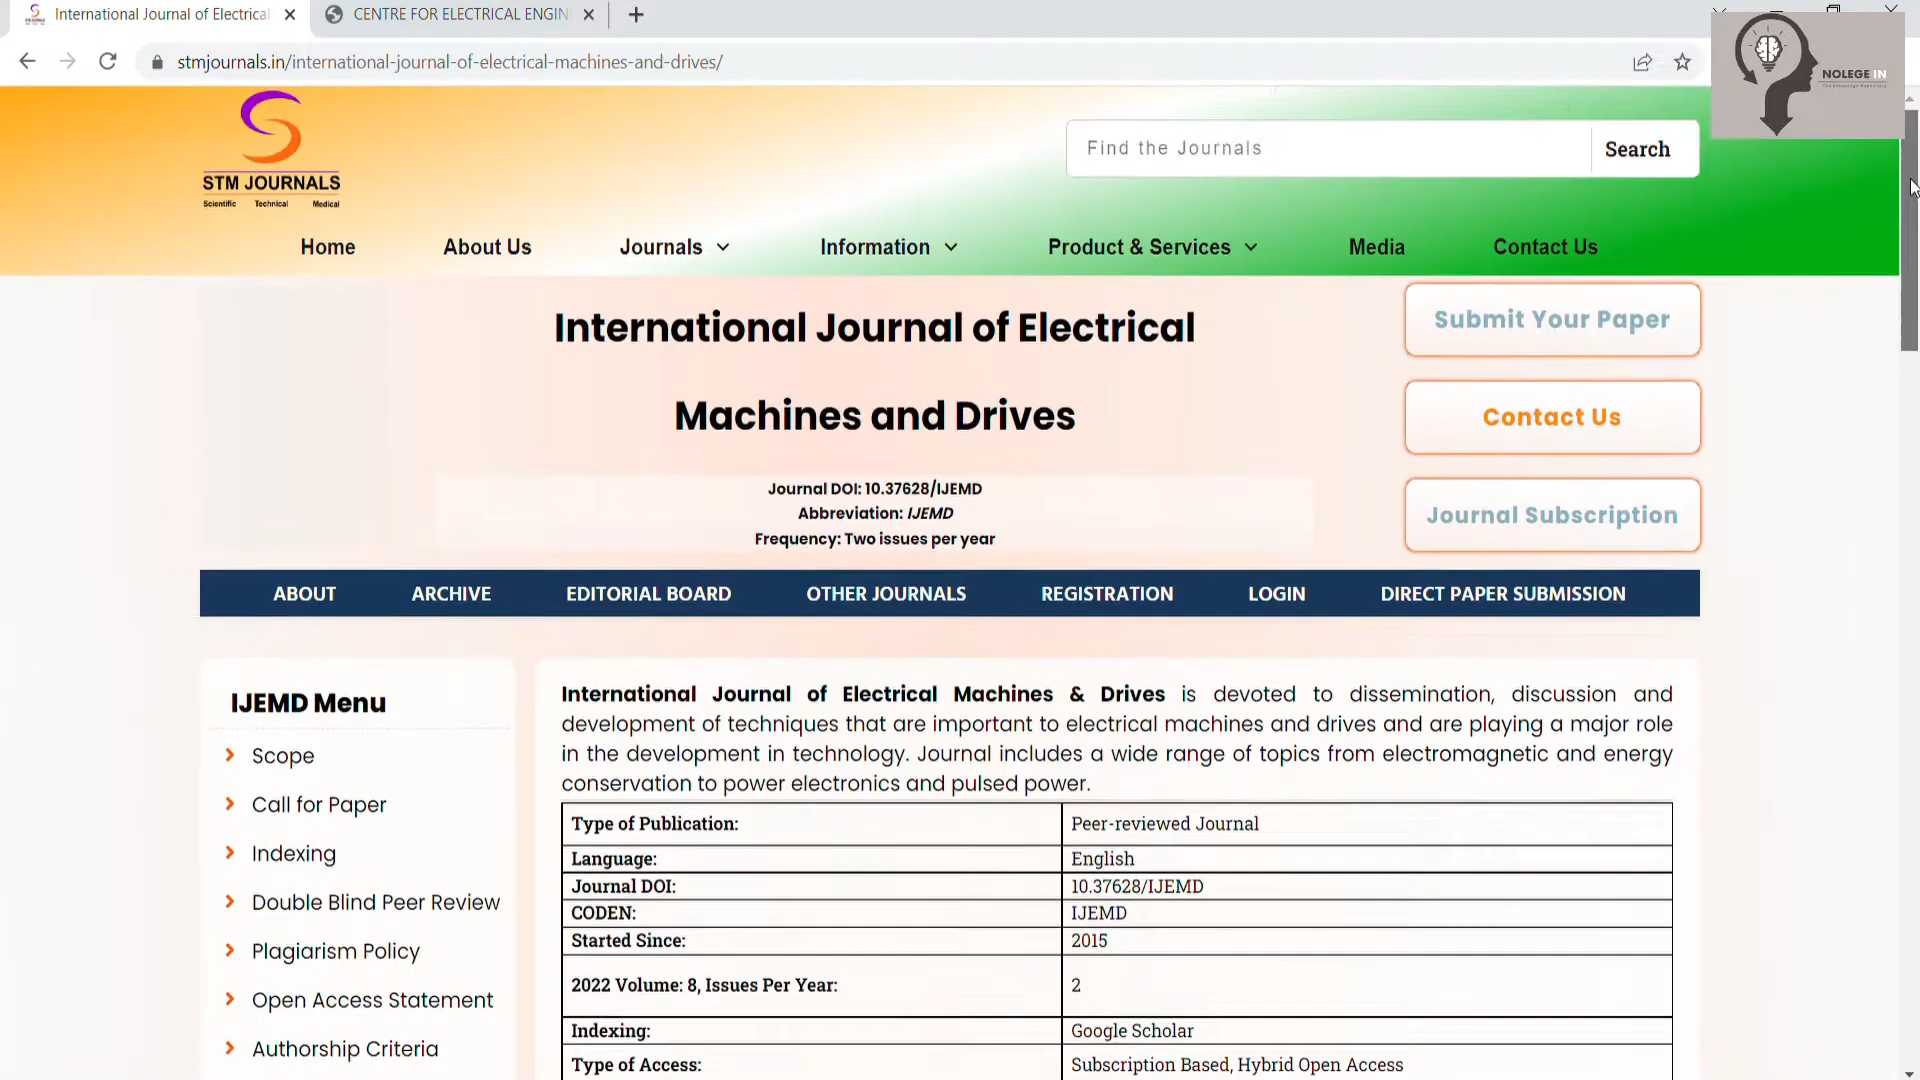 International Journal of Electrical
CENTRE FOR ELECTRICAL ENGIN
stmjournals.in/international-journal-of-electrical-machines-and-drives/
NOLEGE IN
STM JOURNALS
Scientific Technical Medical
Find the Journals
Search
Home About Us Journals Information Product & Services Media Contact Us
International Journal of Electrical
Machines and Drives
Journal DOI: 10.37628/IJEMD
Abbreviation: IJEMD
Frequency: Two issues per year
Submit Your Paper
Contact Us
Journal Subscription
ABOUT ARCHIVE EDITORIAL BOARD OTHER JOURNALS REGISTRATION LOGIN DIRECT PAPER SUBMISSION
IJEMD Menu
Scope
Call for Paper
Indexing
Double Blind Peer Review
Plagiarism Policy
Open Access Statement
Authorship Criteria
International Journal of Electrical Machines & Drives is devoted to dissemination, discussion and
development of techniques that are important to electrical machines and drives and are playing a major role
in the development in technology. Journal includes a wide range of topics from electromagnetic and energy
conservation to power electronics and pulsed power.
Type of Publication: Peer-reviewed Journal
Language: English
Journal DOI: 10.37628/IJEMD
CODEN: IJEMD
Started Since: 2015
2022 Volume: 8, Issues Per Year: 2
Indexing: Google Scholar
Type of Access: Subscription Based, Hybrid Open Access